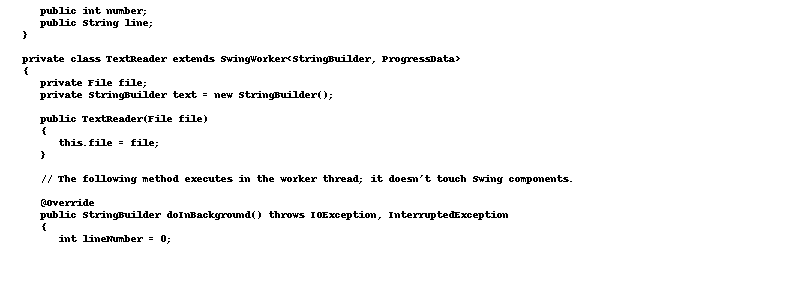 public int number;
public String line;
}
private class TextReader extends SwingWorker<StringBuilder, ProgressData>
{
private File file;
private StringBuilder text = new StringBuilder();
public TextReader(File file)
{
this.file = file;
}
// The following method executes in the worker thread; it doesn't touch Swing components.
@Override
public StringBuilder doInBackground() throws IOException, InterruptedException
{
int lineNumber = 0;